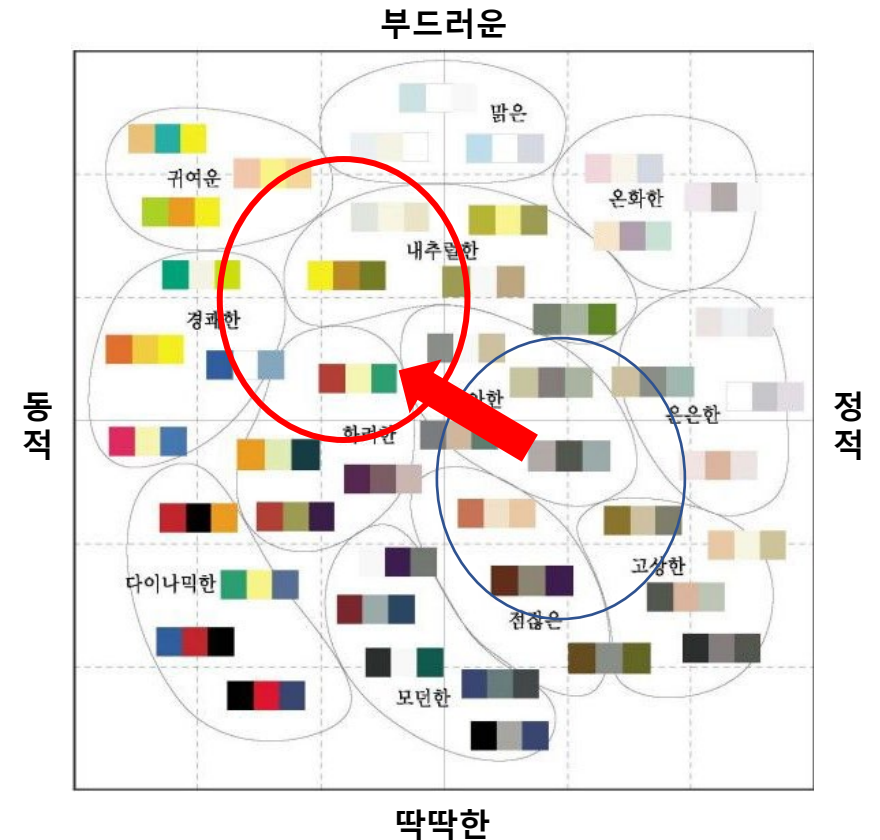 부드러운
맑은
귀여운
온화한
내추럴한
경쾌한
동적
정적
은은한
화려한
고상한
다이나믹한
점잖은
모던한
딱딱한